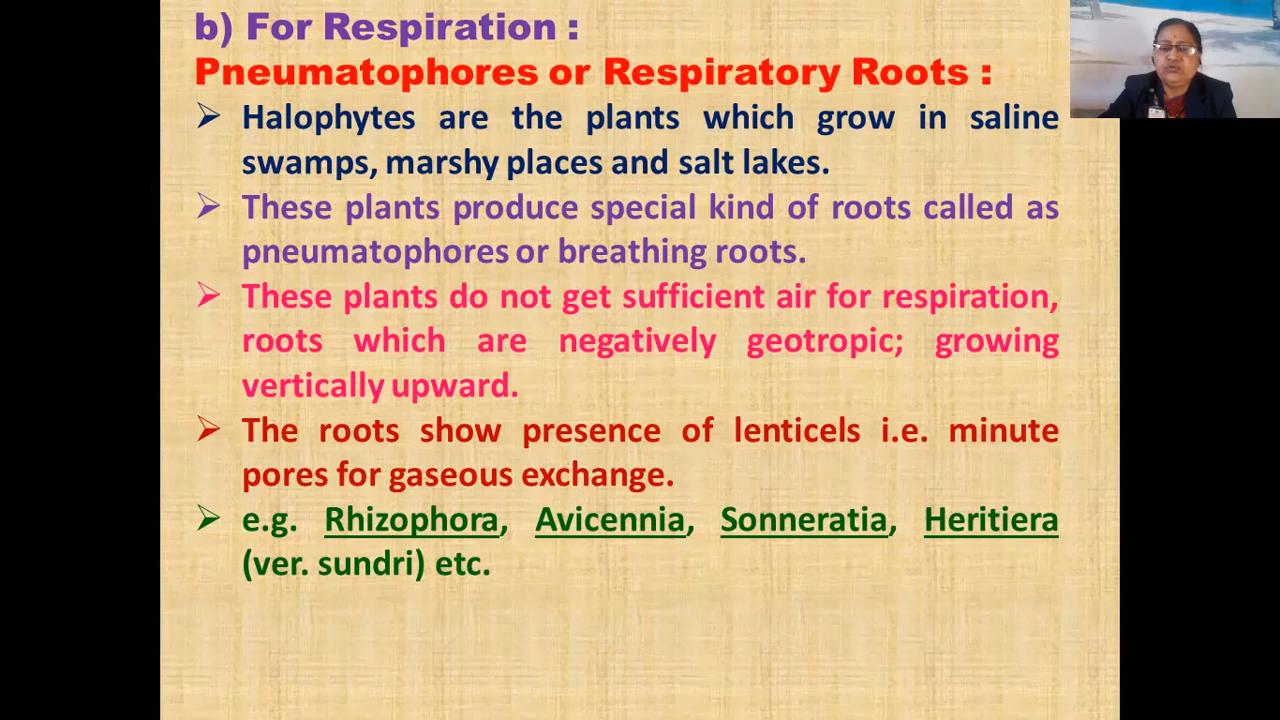 b) For Respiration :
Pneumatophores or Respiratory Roots :
➢ Halophytes are the plants which grow in saline
swamps, marshy places and salt lakes.
➢ These plants produce special kind of roots called as
pneumatophores or breathing roots.
➢ These plants do not get sufficient air for respiration,
roots which are negatively geotropic; growing
vertically upward.
➢ The roots show presence of lenticels i.e. minute
pores for gaseous exchange.
➢ e.g. Rhizophora, Avicennia, Sonneratia, Heritiera
(ver. sundri) etc.